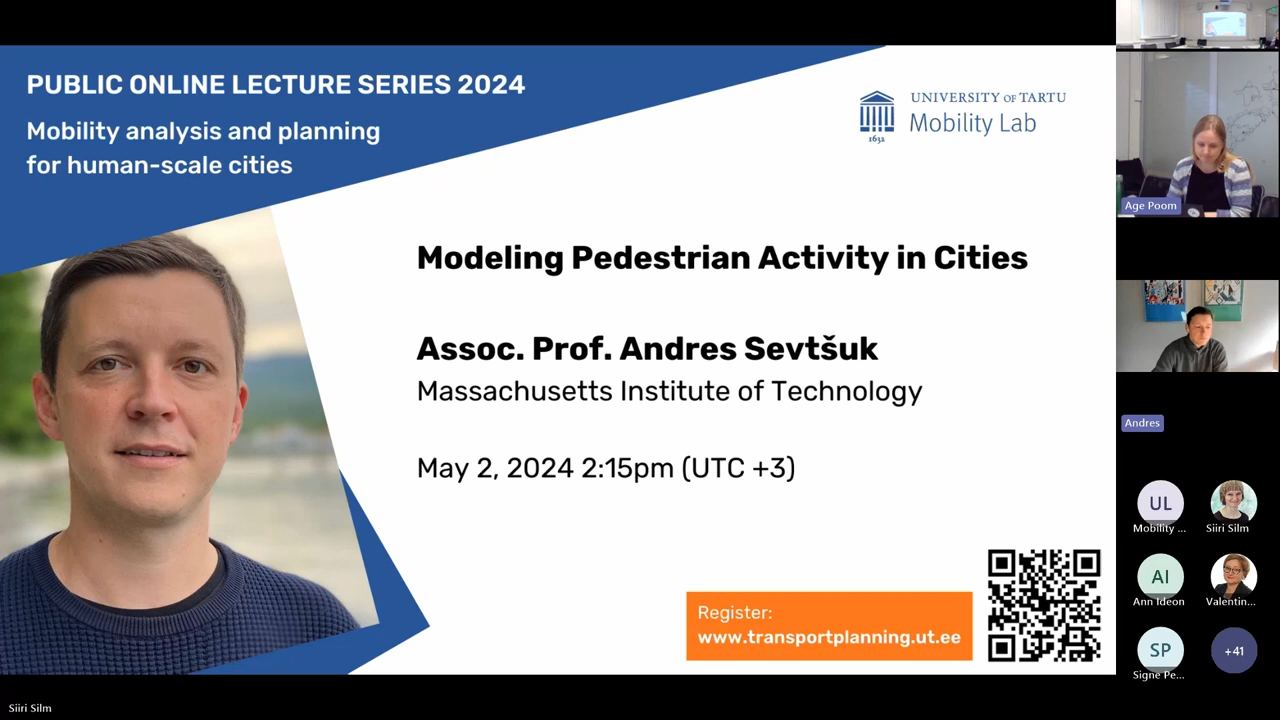 PUBLIC ONLINE LECTURE SERIES 2024
Mobility analysis and planning
for human-scale cities
UNIVERSITY OF TARTU
Mobility Lab
1632
Modeling Pedestrian Activity in Cities
Assoc. Prof. Andres Sevtšuk
Massachusetts Institute of Technology
May 2, 2024 2:15pm (UTC +3)
Register:
www.transportplanning.ut.ee
Age Poom
Andres
UL
Mobility ...
Siiri Silm
AI
Ann Ideon
Valentin...
SP
Signe Pe...
+41
Siiri Silm